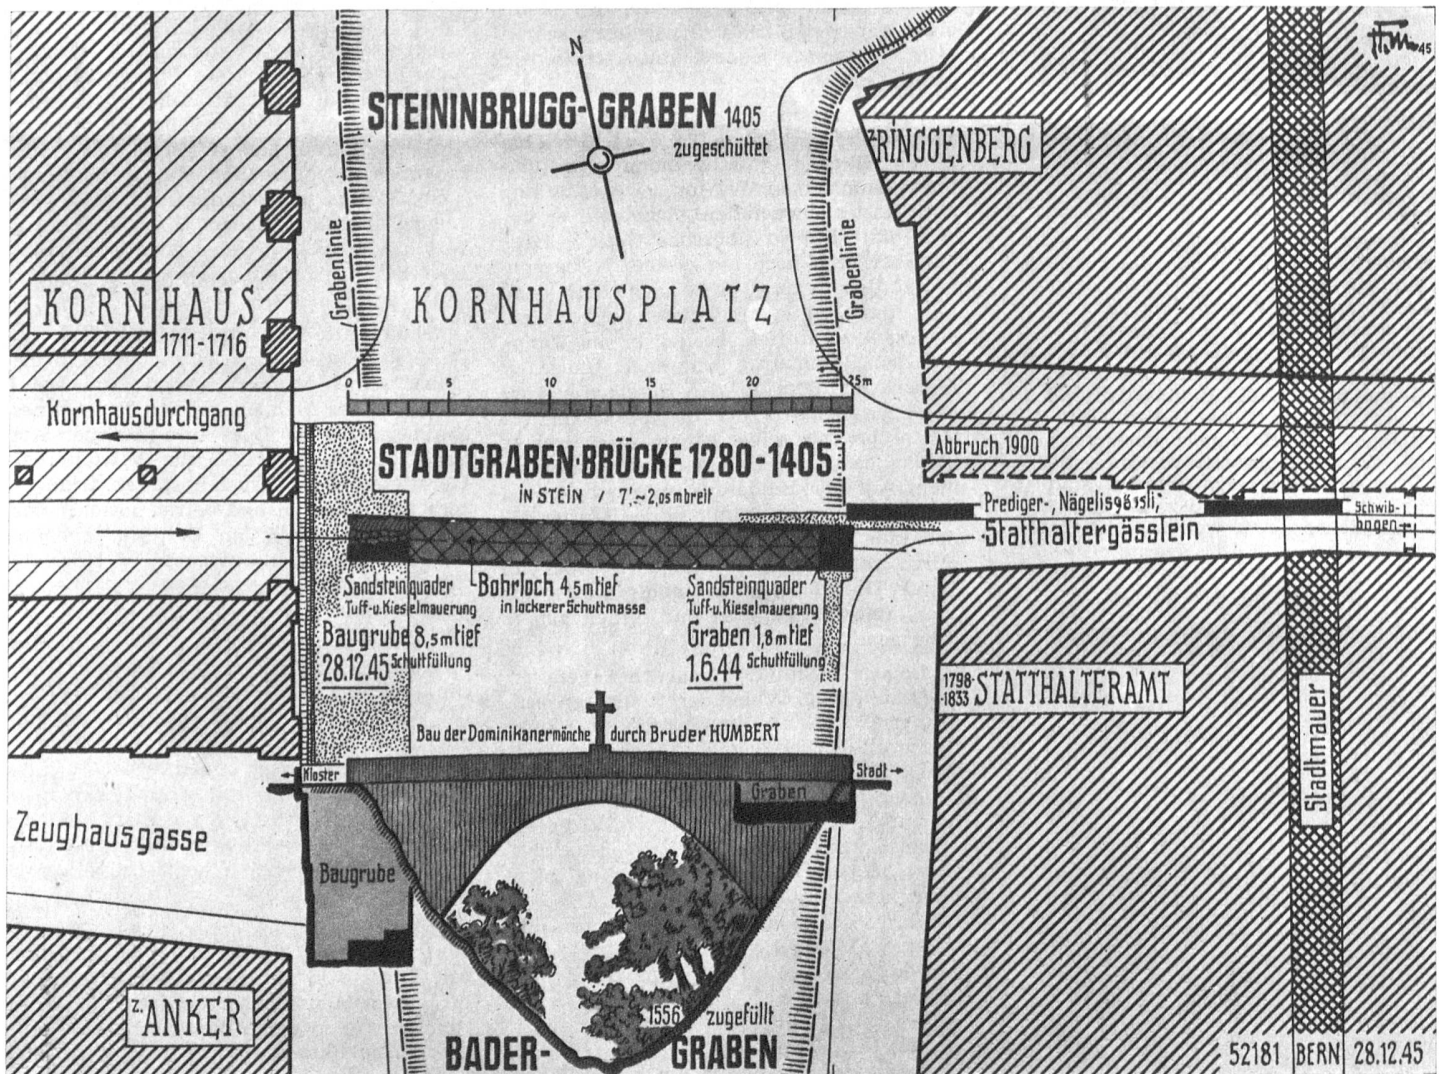 N
STEININBRUGG-GRABEN 1405
zugeschüttet
45
z. RINGGENBERG
Grabenlinie
Grabenlinie
KORNHAUS
1711-1716
KORNHAUSPLATZ
0 5 10 15 20 25m
Kornhausdurchgang
STADTGRABEN-BRÜCKE 1280-1405
IN STEIN / 7'~2,05 m breit
Abbruch 1900
Prediger-, Nägelisgässli,
Statthaltergässlein
Schwib-
bogen
Sandsteinquader
Tuff-u. Kieselmauerung
Baugrube 8,5 m tief
28.12.45 Schuttfüllung
Bohrloch 4,5 m tief
in lockerer Schuttmasse
Sandsteinquader
Tuff-u. Kieselmauerung
Graben 1,8 m tief
1.6.44 Schuttfüllung
1798-
-1833 STATTHALTERAMT
Stadtmauer
Bau der Dominikanermönche durch Bruder HUMBERT
Kloster
Stadt
Graben
Zeughausgasse
Baugrube
z. ANKER
1556 zugefüllt
BADER-GRABEN
52181 BERN 28.12.45